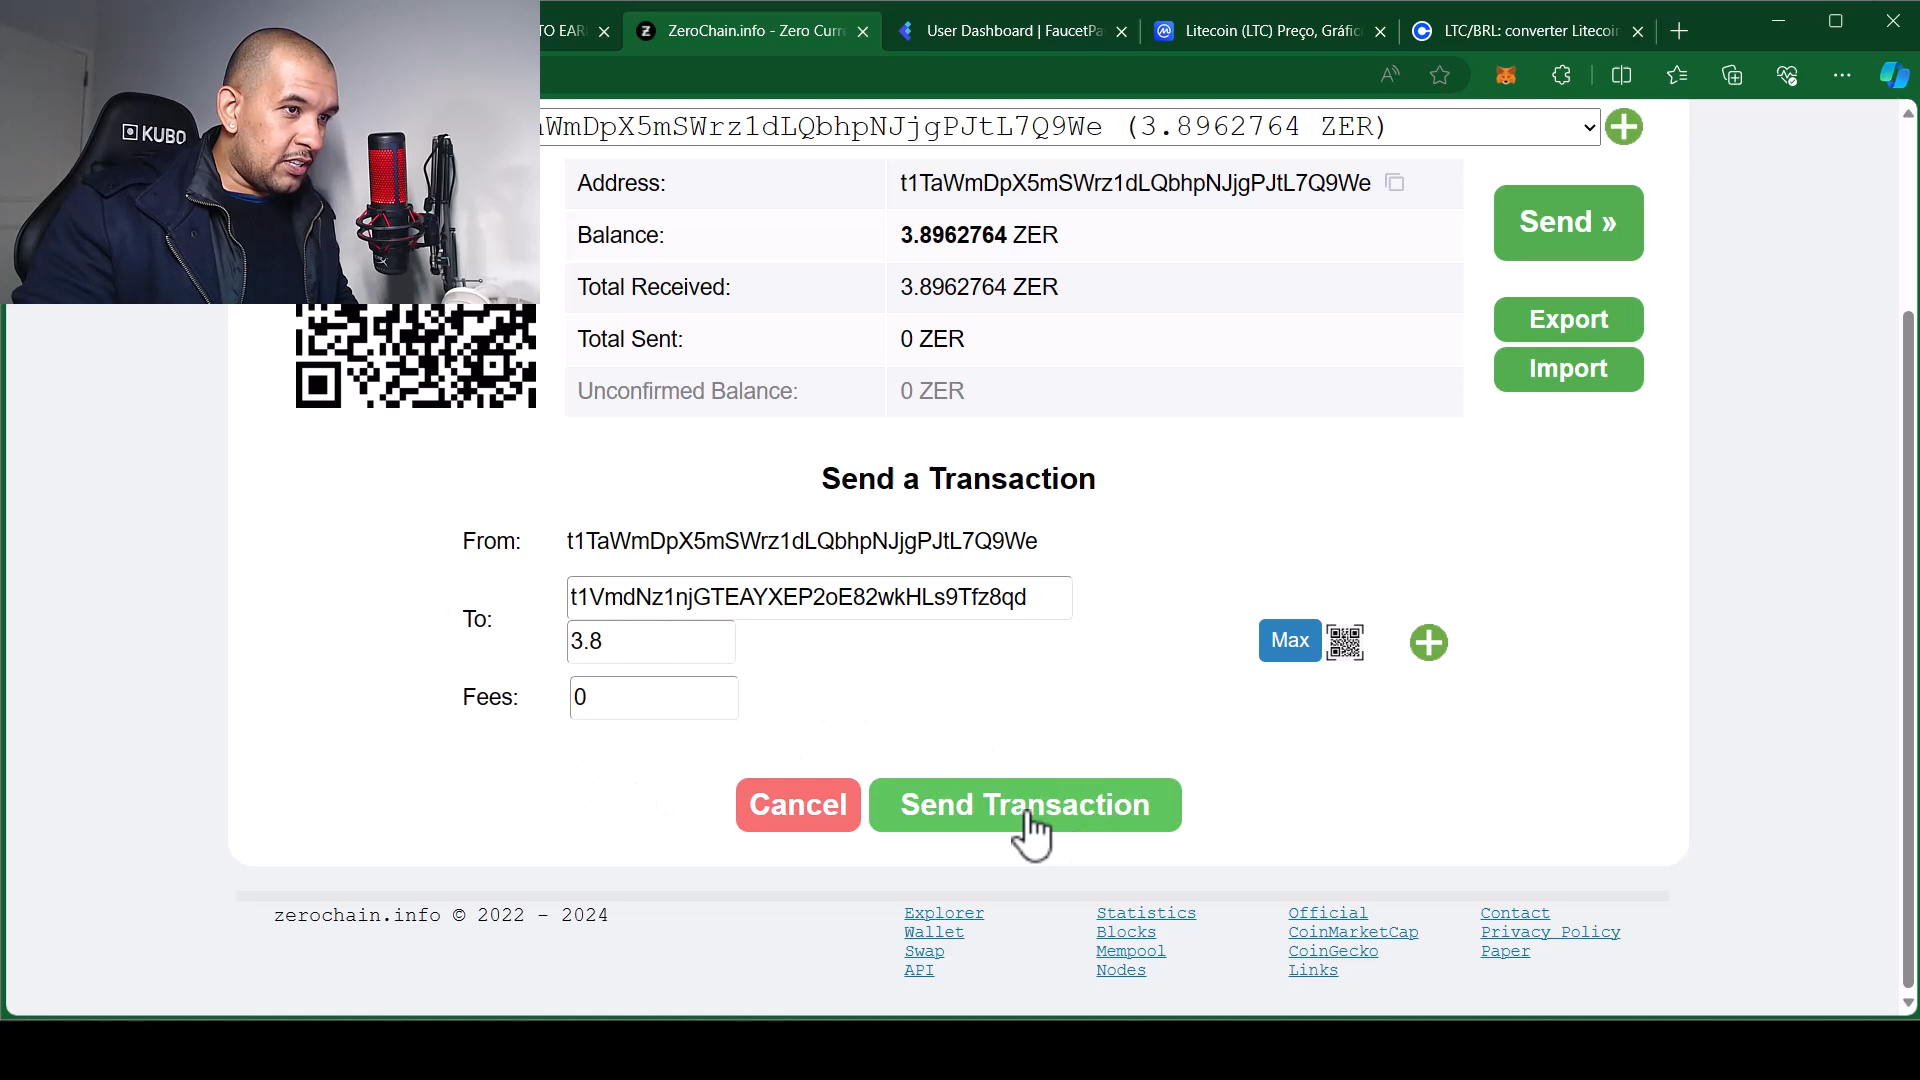 KUBO
TO EAR
ZeroChain.info - Zero Curr
User Dashboard | FaucetPa
Litecoin (LTC) Preço, Gráfic
LTC/BRL: converter Litecoin
WmDpX5mSWrz1dLQbhpNJjgPJtL7Q9We (3.8962764 ZER)
Address: t1TaWmDpX5mSWrz1dLQbhpNJjgPJtL7Q9We
Balance: 3.8962764 ZER
Total Received: 3.8962764 ZER
Total Sent: 0 ZER
Unconfirmed Balance: 0 ZER
Send »
Export
Import
Send a Transaction
From: t1TaWmDpX5mSWrz1dLQbhpNJjgPJtL7Q9We
To: t1VmdNz1njGTEAYXEP2oE82wkHLs9Tfz8qd
3.8
Max
Fees: 0
Cancel
Send Transaction
zerochain.info © 2022 - 2024
Explorer
Wallet
Swap
API
Statistics
Blocks
Mempool
Nodes
Official
CoinMarketCap
CoinGecko
Links
Contact
Privacy Policy
Paper